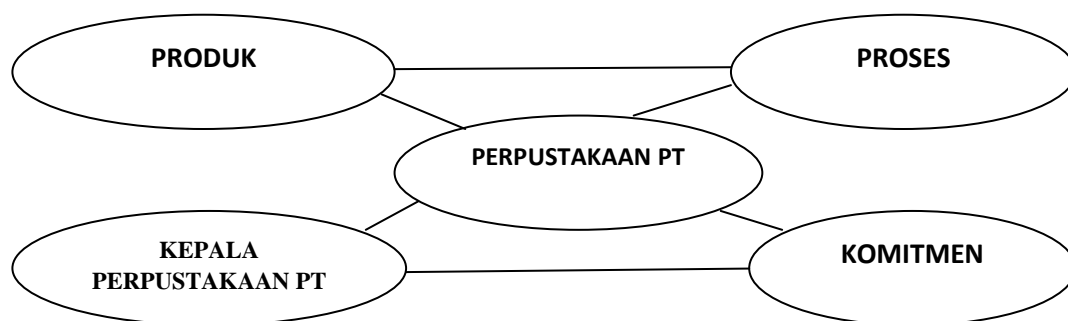 PRODUK
PROSES
PERPUSTAKAAN PT
KEPALA
PERPUSTAKAAN PT
KOMITMEN